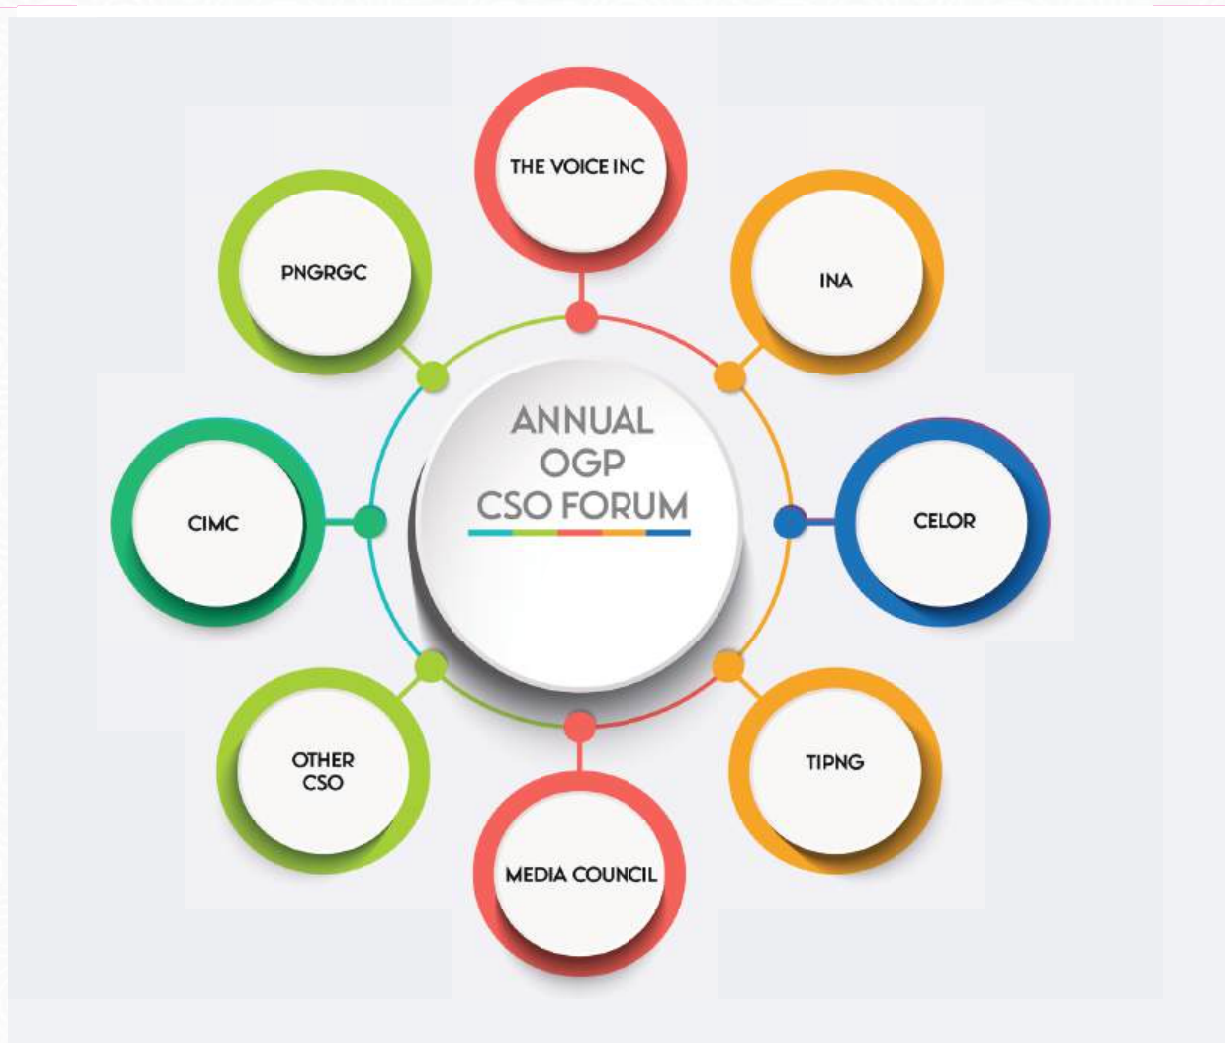 THE VOICE INC
PNGRGC
INA
ANNUAL
OGP
CSO FORUM
CIMC
CELOR
OTHER
CSO
TIPNG
MEDIA COUNCIL